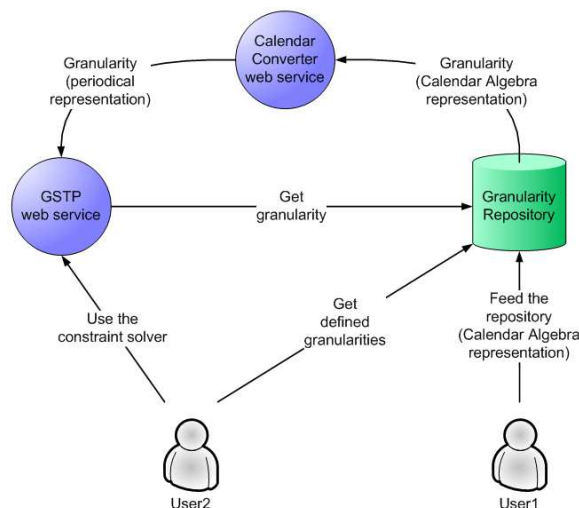 Calendar
Converter
web service
Granularity
(periodical
representation)
Granularity
(Calendar Algebra
representation)
GSTP
web service
Get
granularity
Granularity
Repository
Use the
constraint solver
Get
defined
granularities
Feed the
repository
(Calendar Algebra
representation)
User2
User1